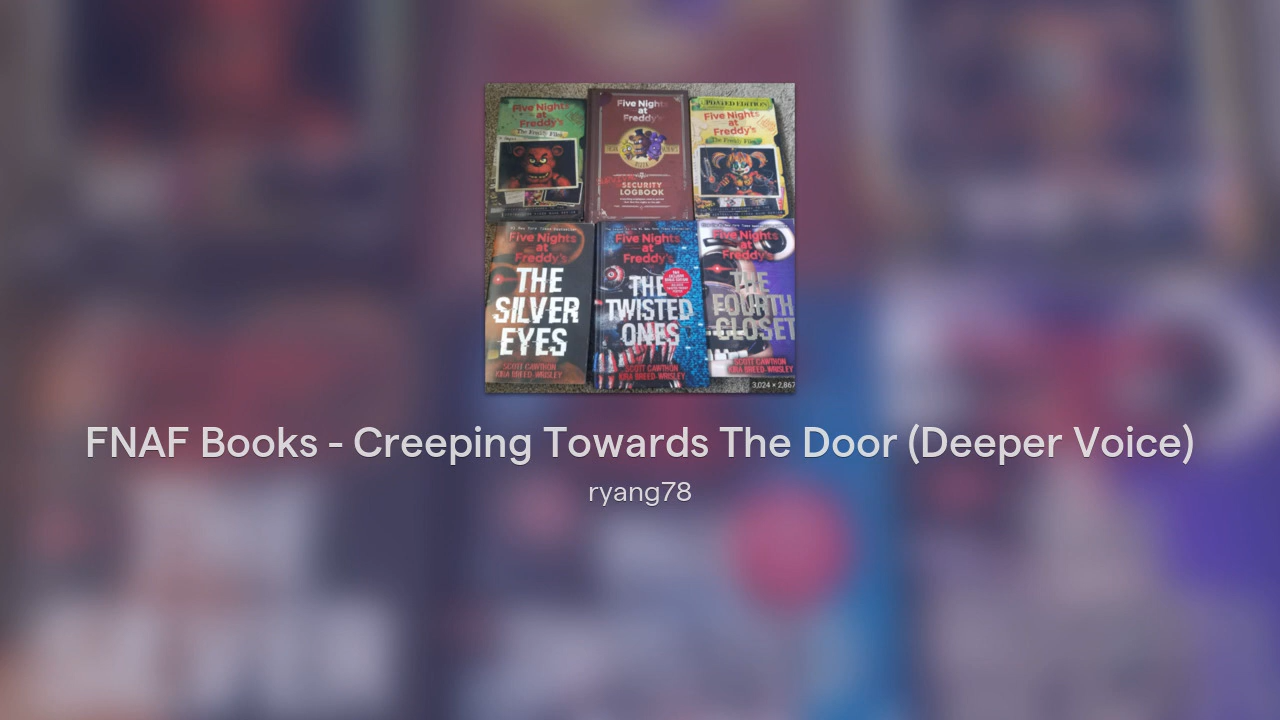 Five Nights
at
Freddy's
The Freddy Files
Five Nights
at
Freddy's
SECURITY
LOGBOOK
UPDATED EDITION
Five Nights
at
Freddy's
The Freddy Files
Five Nights
at
Freddy's
THE
SILVER
EYES
SCOTT CAWTHON
KIRA BREED-WRISLEY
Five Nights
at
Freddy's
THE
TWISTED
ONES
SCOTT CAWTHON
KIRA BREED-WRISLEY
Five Nights
at
Freddy's
THE
FOURTH
CLOSET
SCOTT CAWTHON
KIRA BREED-WRISLEY
3,024 × 2,867
FNAF Books - Creeping Towards The Door (Deeper Voice)
ryang78